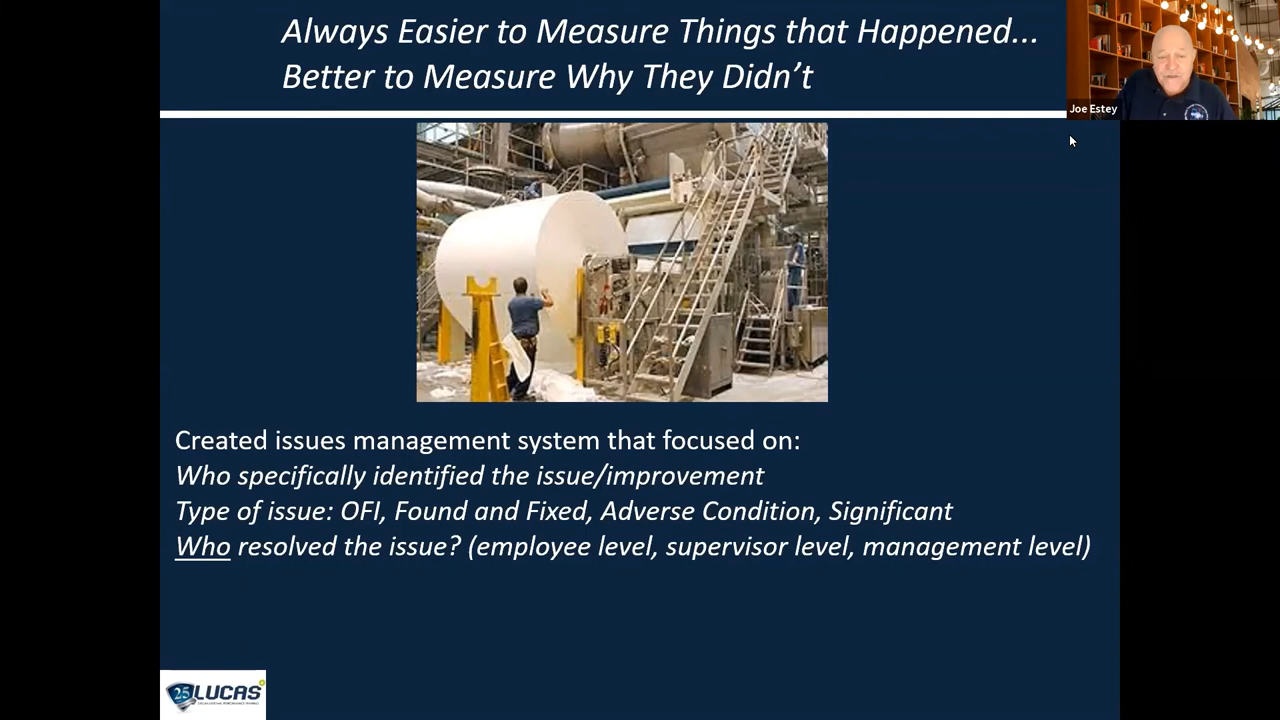 Always Easier to Measure Things that Happened...
Better to Measure Why They Didn't
Joe Estey
Created issues management system that focused on:
Who specifically identified the issue/improvement
Type of issue: OFI, Found and Fixed, Adverse Condition, Significant
Who resolved the issue? (employee level, supervisor level, management level)
25 LUCAS